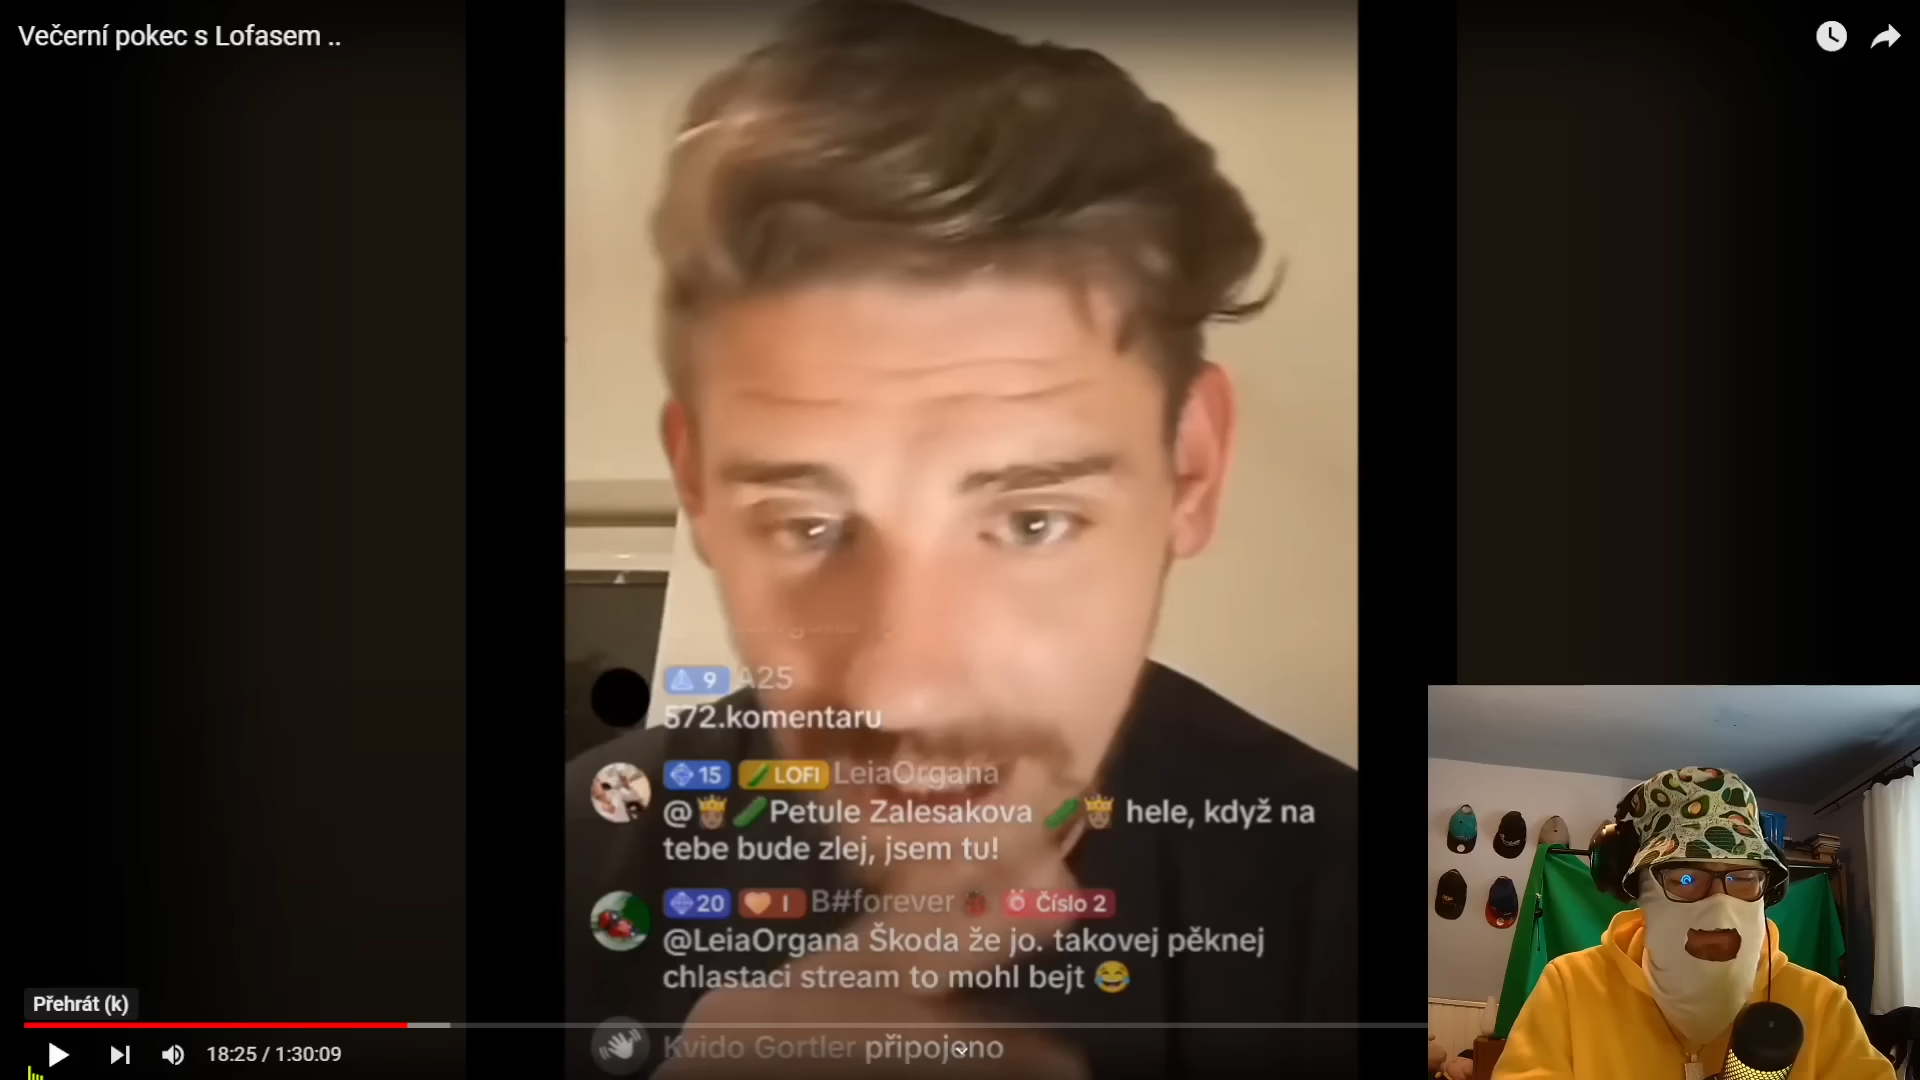 Večerní pokec s Lofasem ..
9 A25
572.komentaru
15 LOFI LeiaOrgana
@Petule Zalesakova hele, když na
tebe bude zlej, jsem tu!
20 I B#forever Číslo 2
@LeiaOrgana Škoda že jo. takovej pěknej
chlastaci stream to mohl bejt
Kvido Gortler připojeno
Přehrát (k)
18:25 / 1:30:09